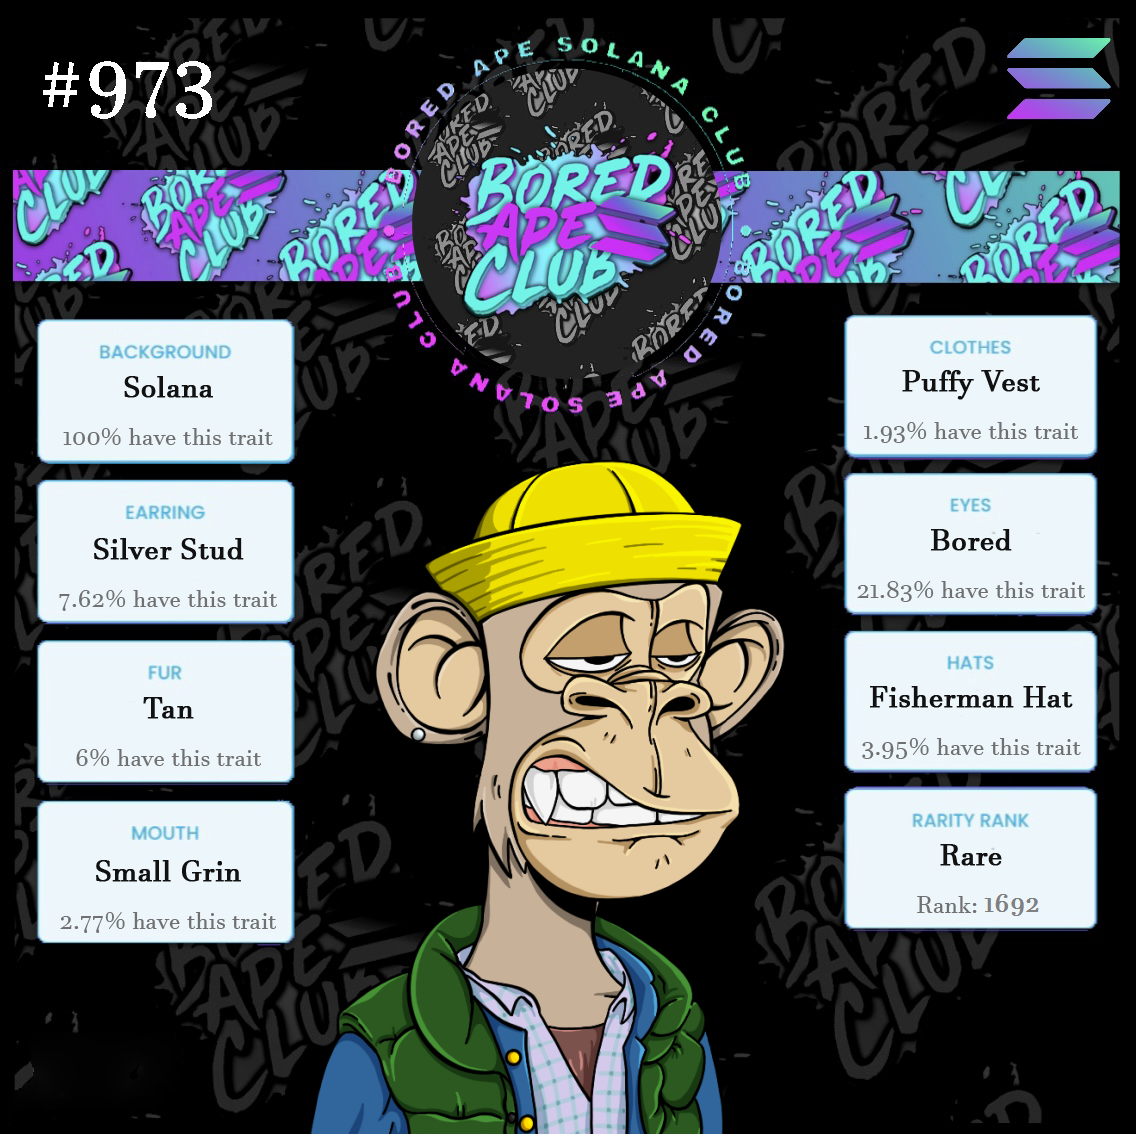 #973
BORED APE SOLANA CLUB
BORED APE SOLANA CLUB
BORED
APE
CLUB
BACKGROUND
Solana
100% have this trait
EARRING
Silver Stud
7.62% have this trait
FUR
Tan
6% have this trait
MOUTH
Small Grin
2.77% have this trait
CLOTHES
Puffy Vest
1.93% have this trait
EYES
Bored
21.83% have this trait
HATS
Fisherman Hat
3.95% have this trait
RARITY RANK
Rare
Rank: 1692